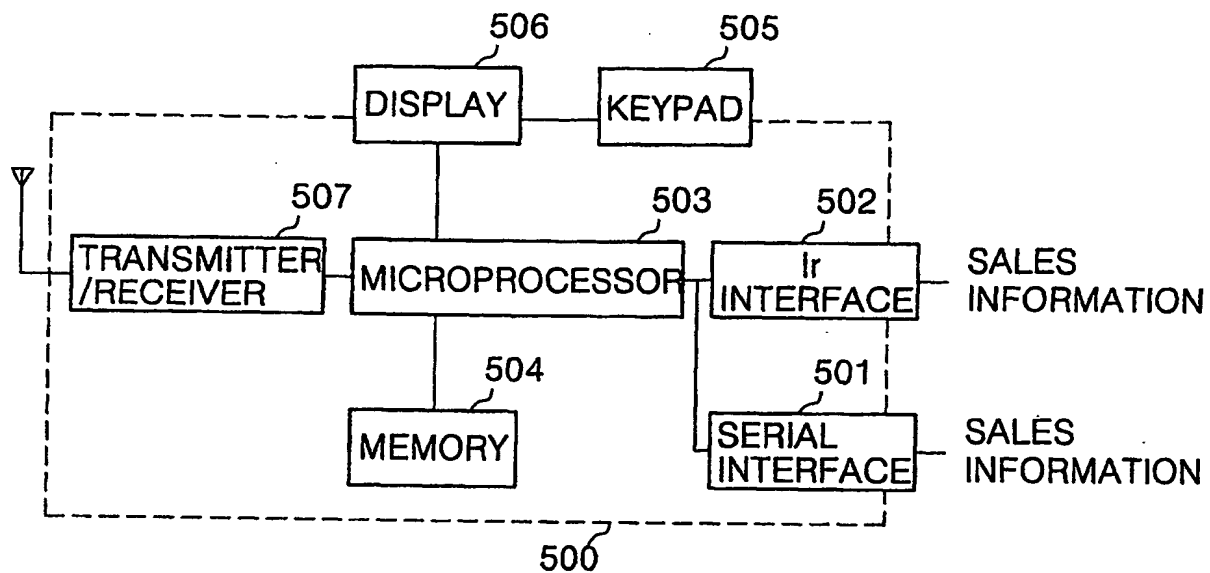 506
505
DISPLAY
KEYPAD
507
503
502
TRANSMITTER
/RECEIVER
MICROPROCESSOR
Ir
INTERFACE
SALES
INFORMATION
504
501
MEMORY
SERIAL
INTERFACE
SALES
INFORMATION
500